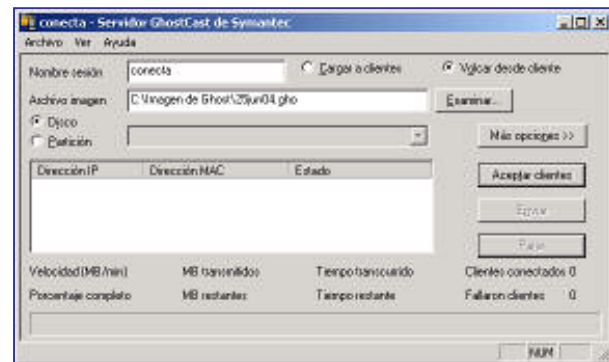 conecta - Servidor GhostCast de Symantec
Archivo Ver Ayuda
Nombre sesión conecta Cargar a clientes Volcar desde cliente
Archivo imagen C:\Imagen de Ghost\25jun04.gho Examinar...
Disco
Partición
Más opciones >>
Dirección IP Dirección MAC Estado
Aceptar clientes
Enviar
Parar
Velocidad (MB/min) MB transmitidos Tiempo transcurrido Clientes conectados 0
Porcentaje completo MB restantes Tiempo restante Fallaron clientes 0
NUM